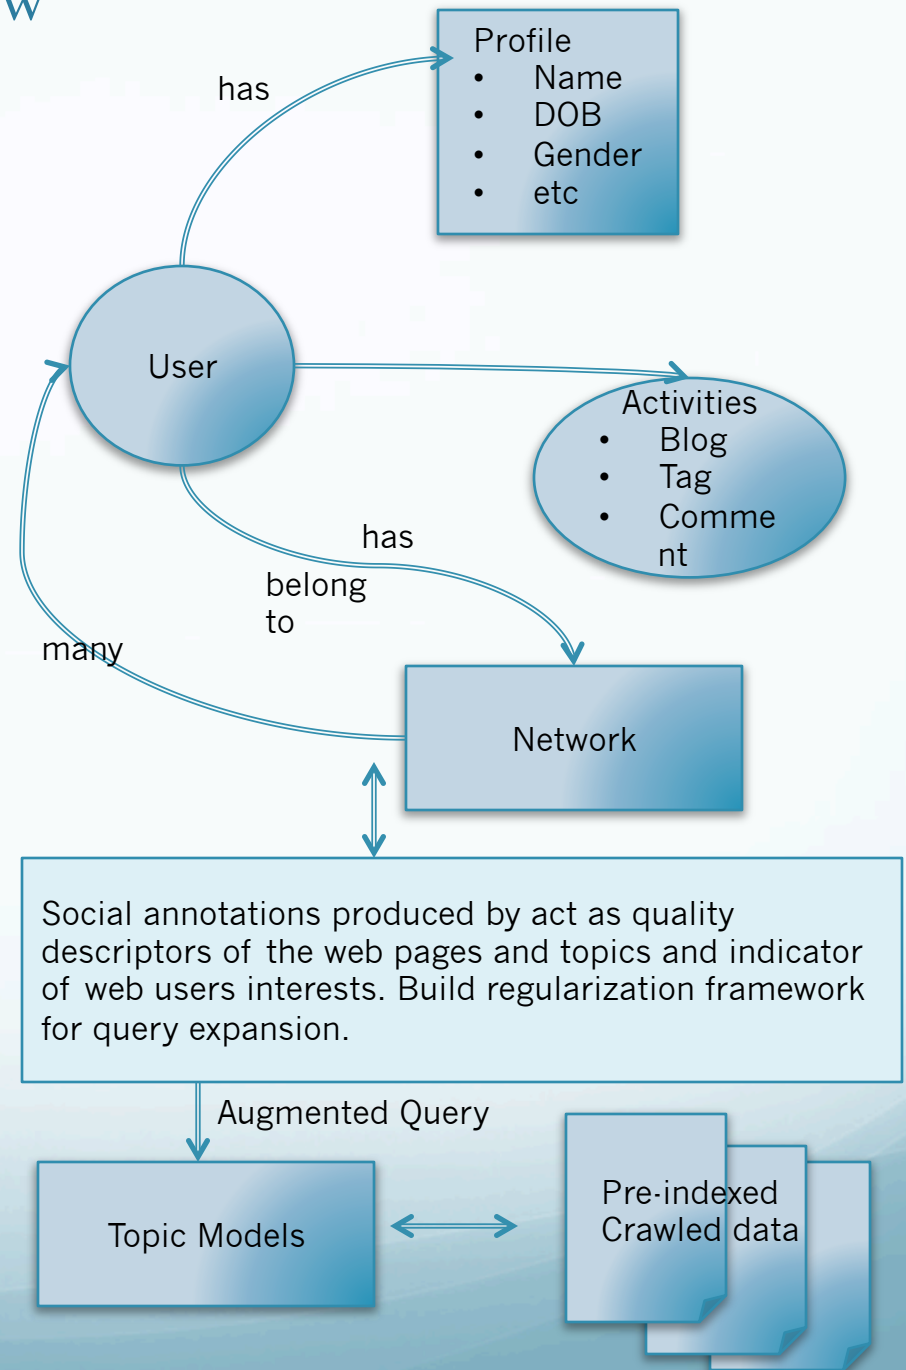 w
Profile
• Name
• DOB
• Gender
• etc
has
User
Activities
• Blog
• Tag
• Comme
nt
has
belong
to
many
Network
Social annotations produced by act as quality
descriptors of the web pages and topics and indicator
of web users interests. Build regularization framework
for query expansion.
Augmented Query
Topic Models
Pre-indexed
Crawled data